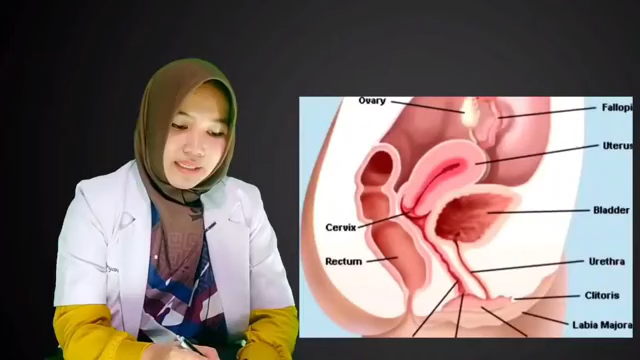 Ovary
Fallopi
Uterus
Bladder
Cervix
Rectum
Urethra
Clitoris
Labia Majora